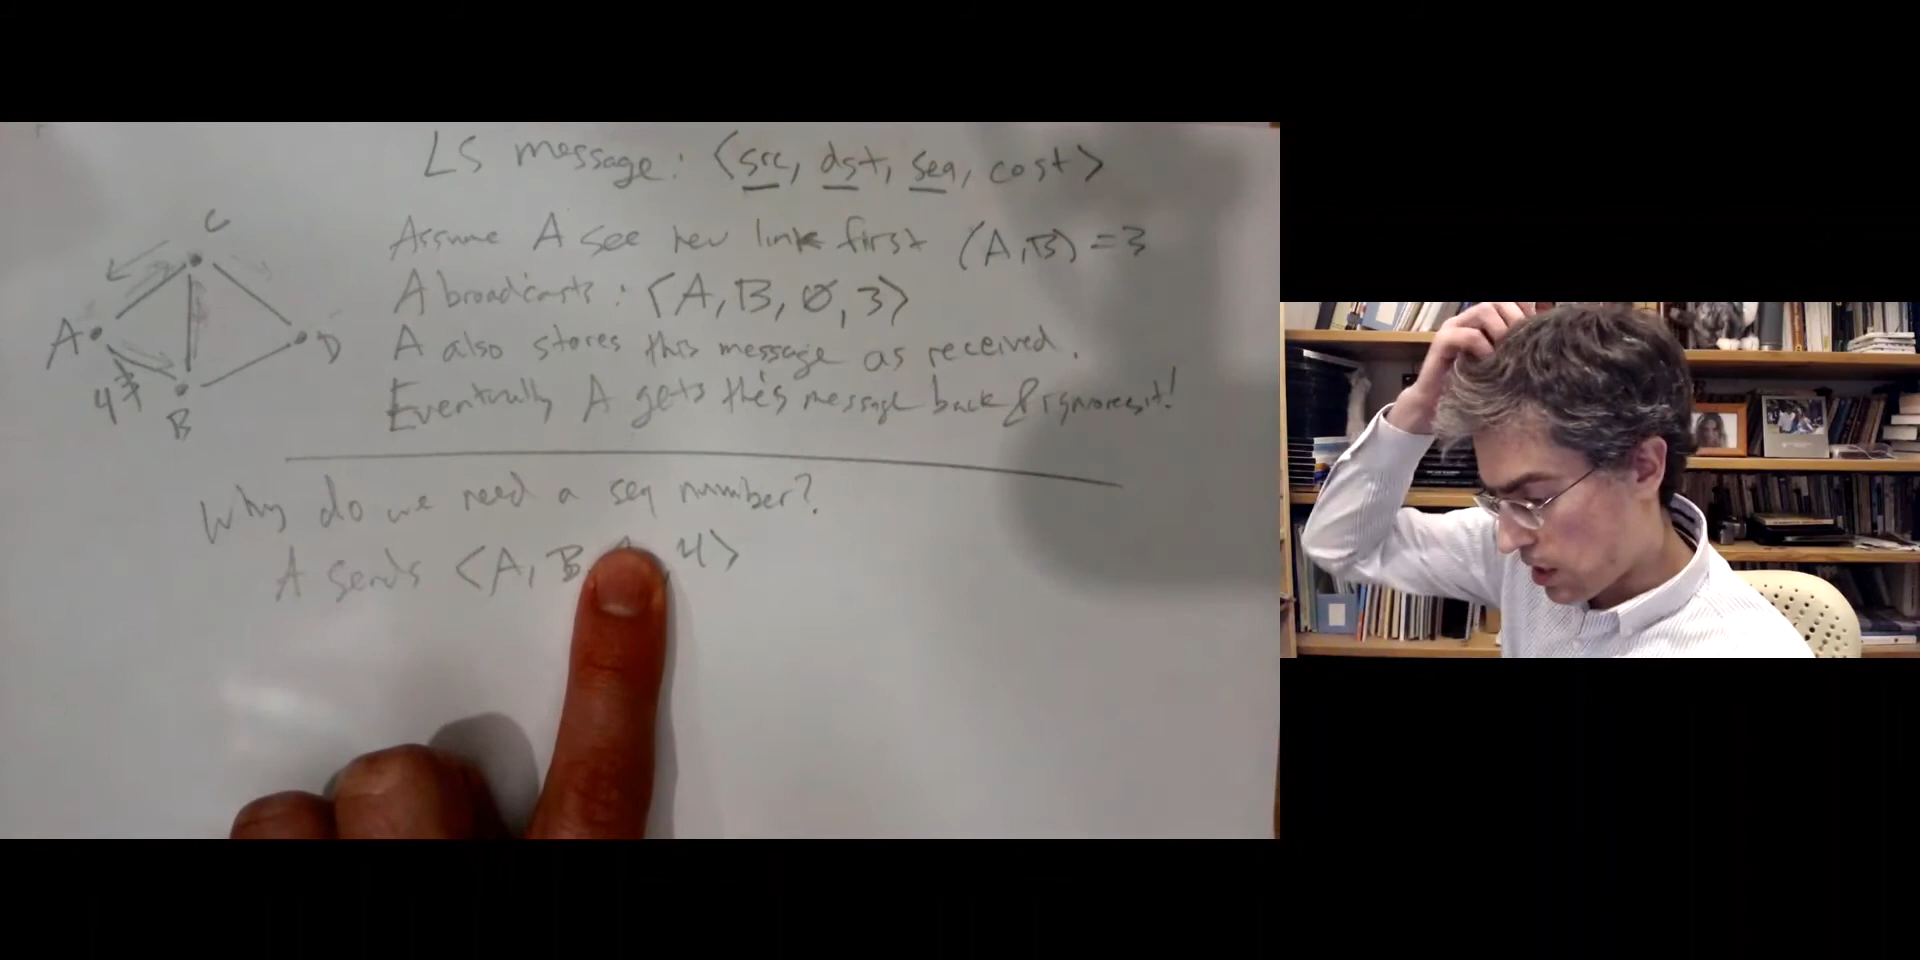 LS message: <src, dst, seq, cost>
C
Assume A see new link first (A,B) = 3
A broadcasts: <A, B, 0, 3>
A
D
A also stores this message as received.
4 3
B
Eventually A gets this message back & ignores it!
Why do we need a seq number?
A sends <A, B, 4>